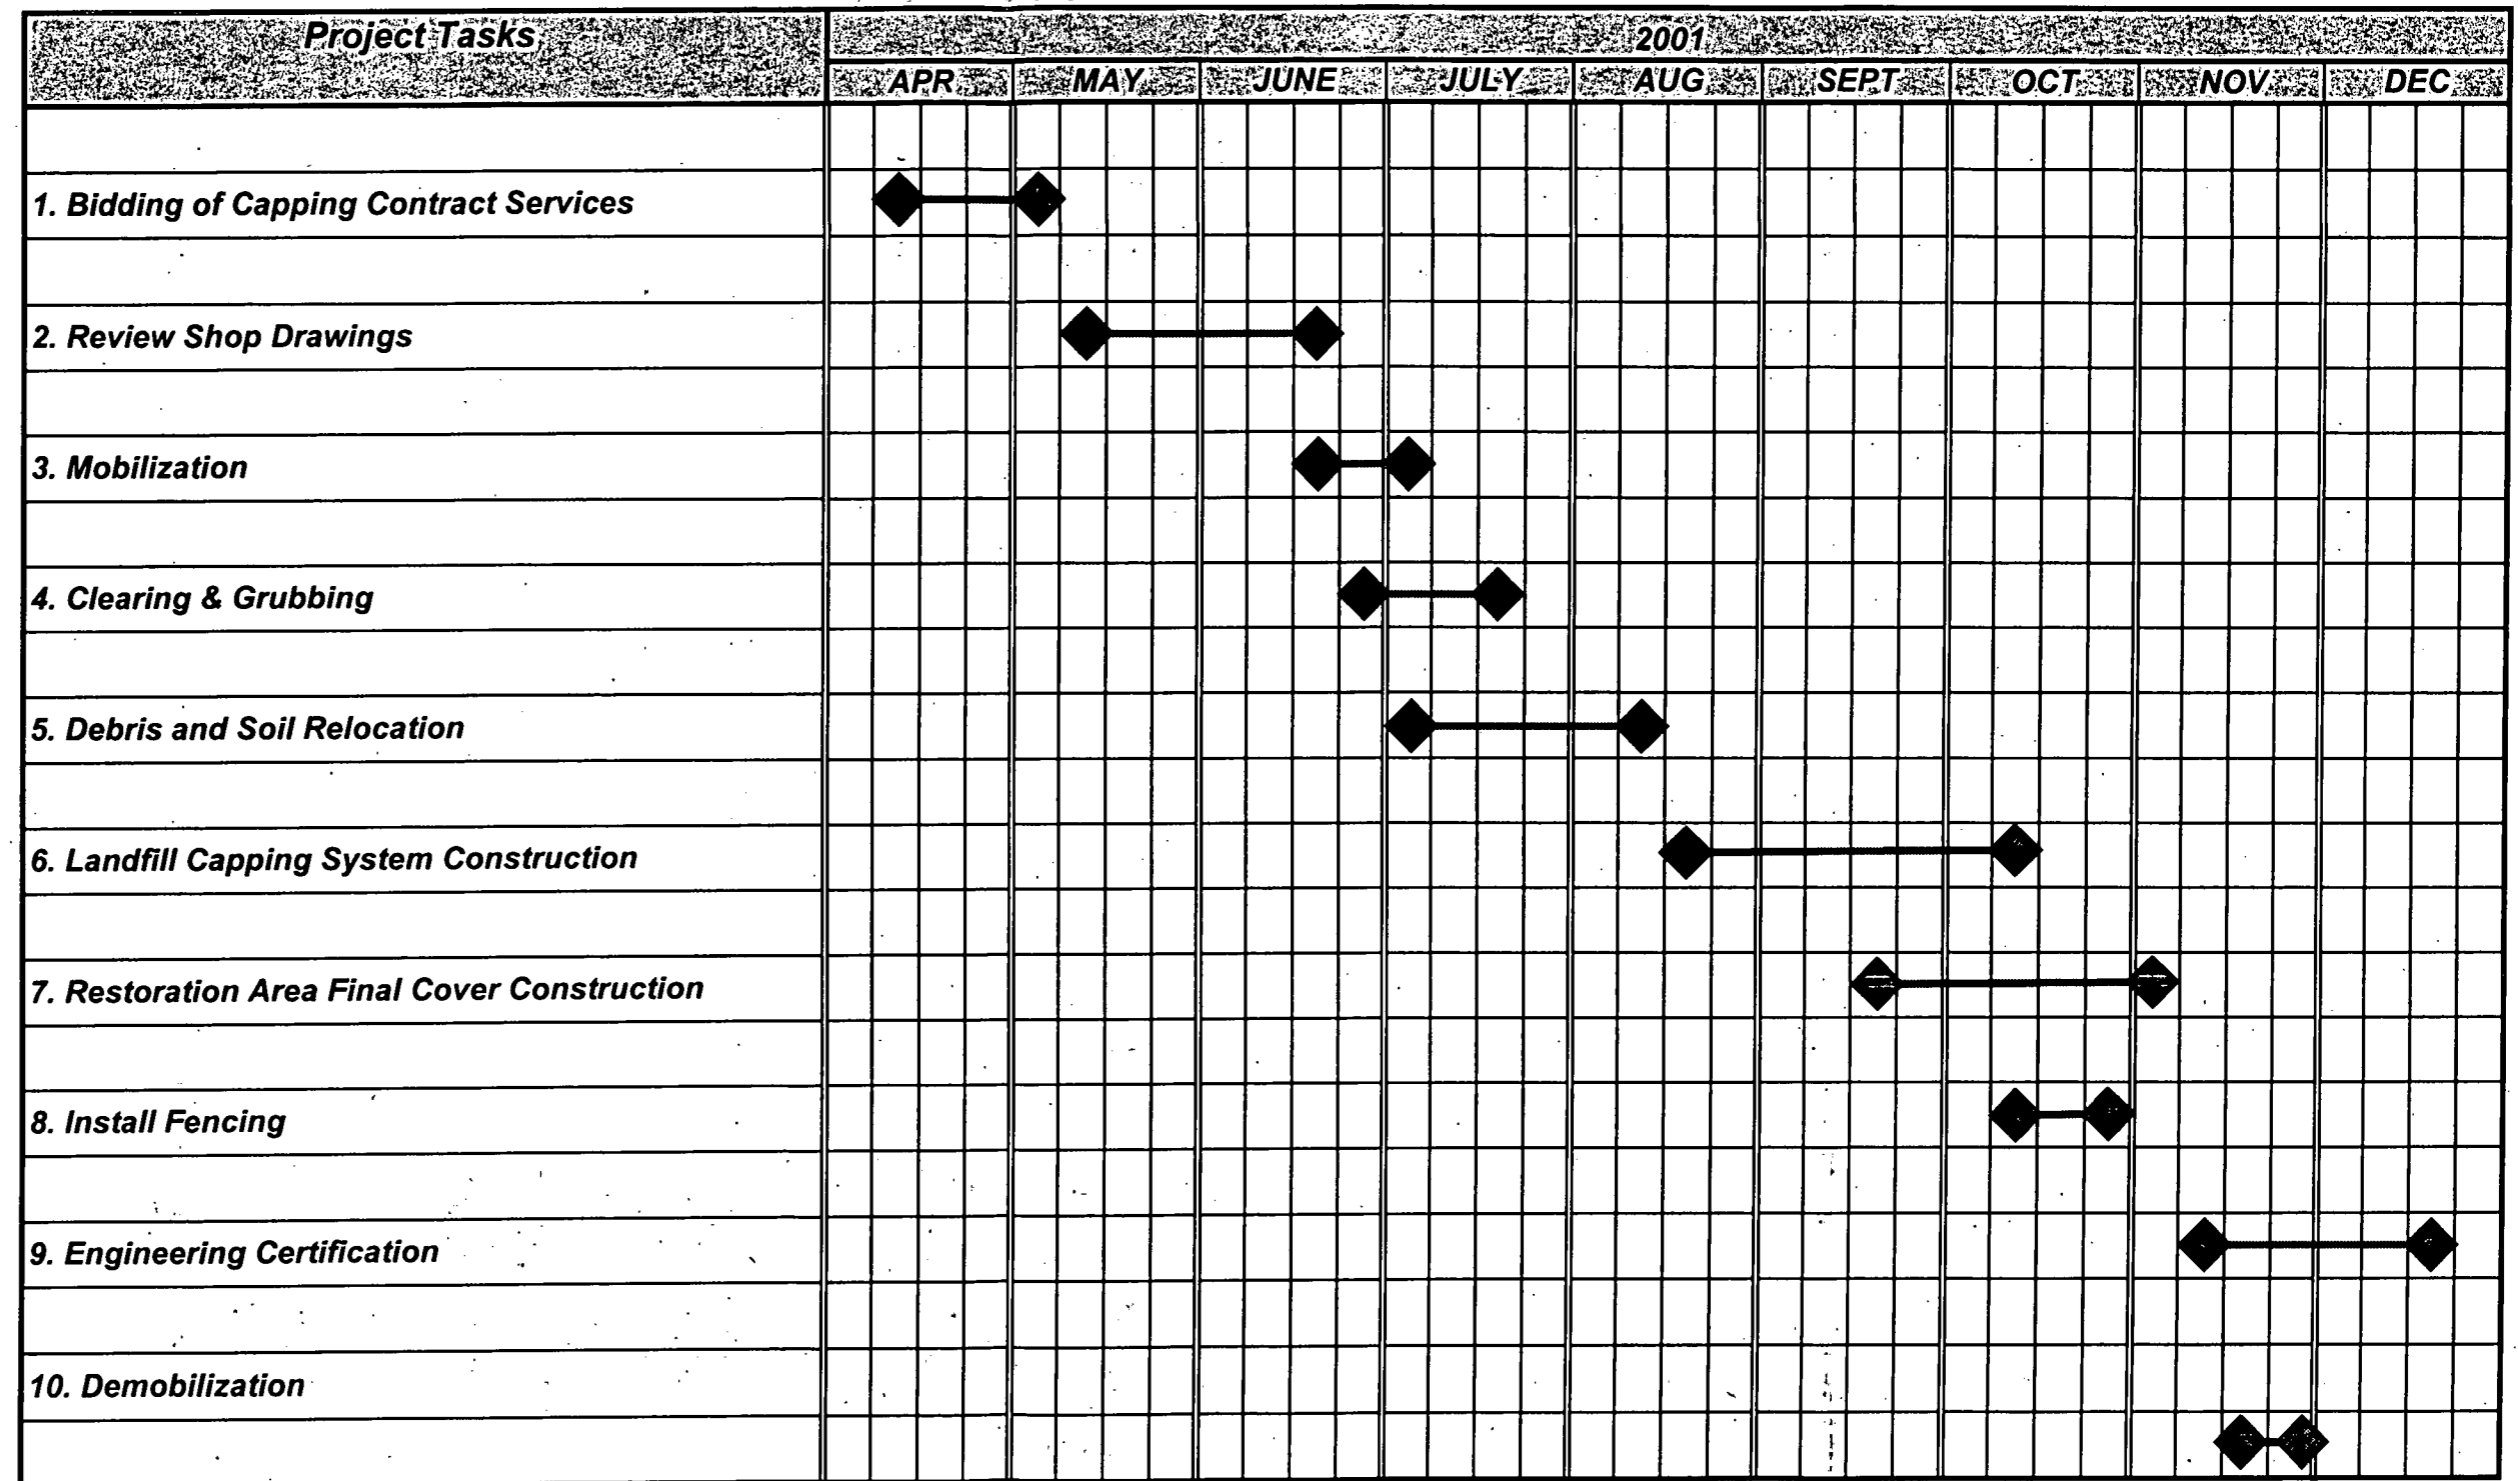 Project Tasks
2001
APR MAY JUNE JULY AUG SEPT OCT NOV DEC
1. Bidding of Capping Contract Services
2. Review Shop Drawings
3. Mobilization
4. Clearing & Grubbing
5. Debris and Soil Relocation
6. Landfill Capping System Construction
7. Restoration Area Final Cover Construction
8. Install Fencing
9. Engineering Certification
10. Demobilization